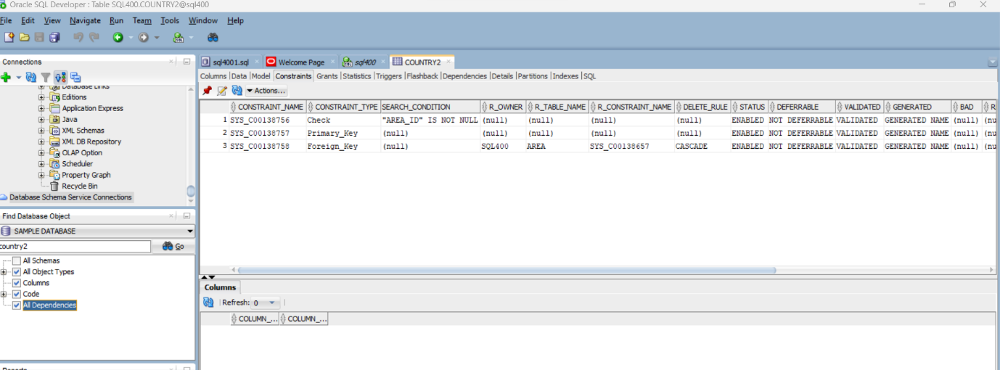 Oracle SQL Developer : Table SQL400.COUNTRY2@sql400
File Edit View Navigate Run Team Tools Window Help
Connections
Database Links
Editions
Application Express
Java
XML Schemas
XML DB Repository
OLAP Option
Scheduler
Property Graph
Recycle Bin
Database Schema Service Connections
Find Database Object
SAMPLE DATABASE
country2 Go
All Schemas
All Object Types
Columns
Code
All Dependencies
Reports
sql4001.sql Welcome Page sql400 COUNTRY2
Columns |Data |Model |Constraints |Grants |Statistics |Triggers |Flashback |Dependencies |Details |Partitions |Indexes |SQL
Actions...
CONSTRAINT_NAME CONSTRAINT_TYPE SEARCH_CONDITION R_OWNER R_TABLE_NAME R_CONSTRAINT_NAME DELETE_RULE STATUS DEFERRABLE VALIDATED GENERATED BAD R
1 SYS_C00138756 Check "AREA_ID" IS NOT NULL (null) (null) (null) (null) ENABLED NOT DEFERRABLE VALIDATED GENERATED NAME (null) (nu
2 SYS_C00138757 Primary_Key (null) (null) (null) (null) (null) ENABLED NOT DEFERRABLE VALIDATED GENERATED NAME (null) (nu
3 SYS_C00138758 Foreign_Key (null) SQL400 AREA SYS_C00138657 CASCADE ENABLED NOT DEFERRABLE VALIDATED GENERATED NAME (null) (nu
Columns
Refresh: 0
COLUMN_... COLUMN_...